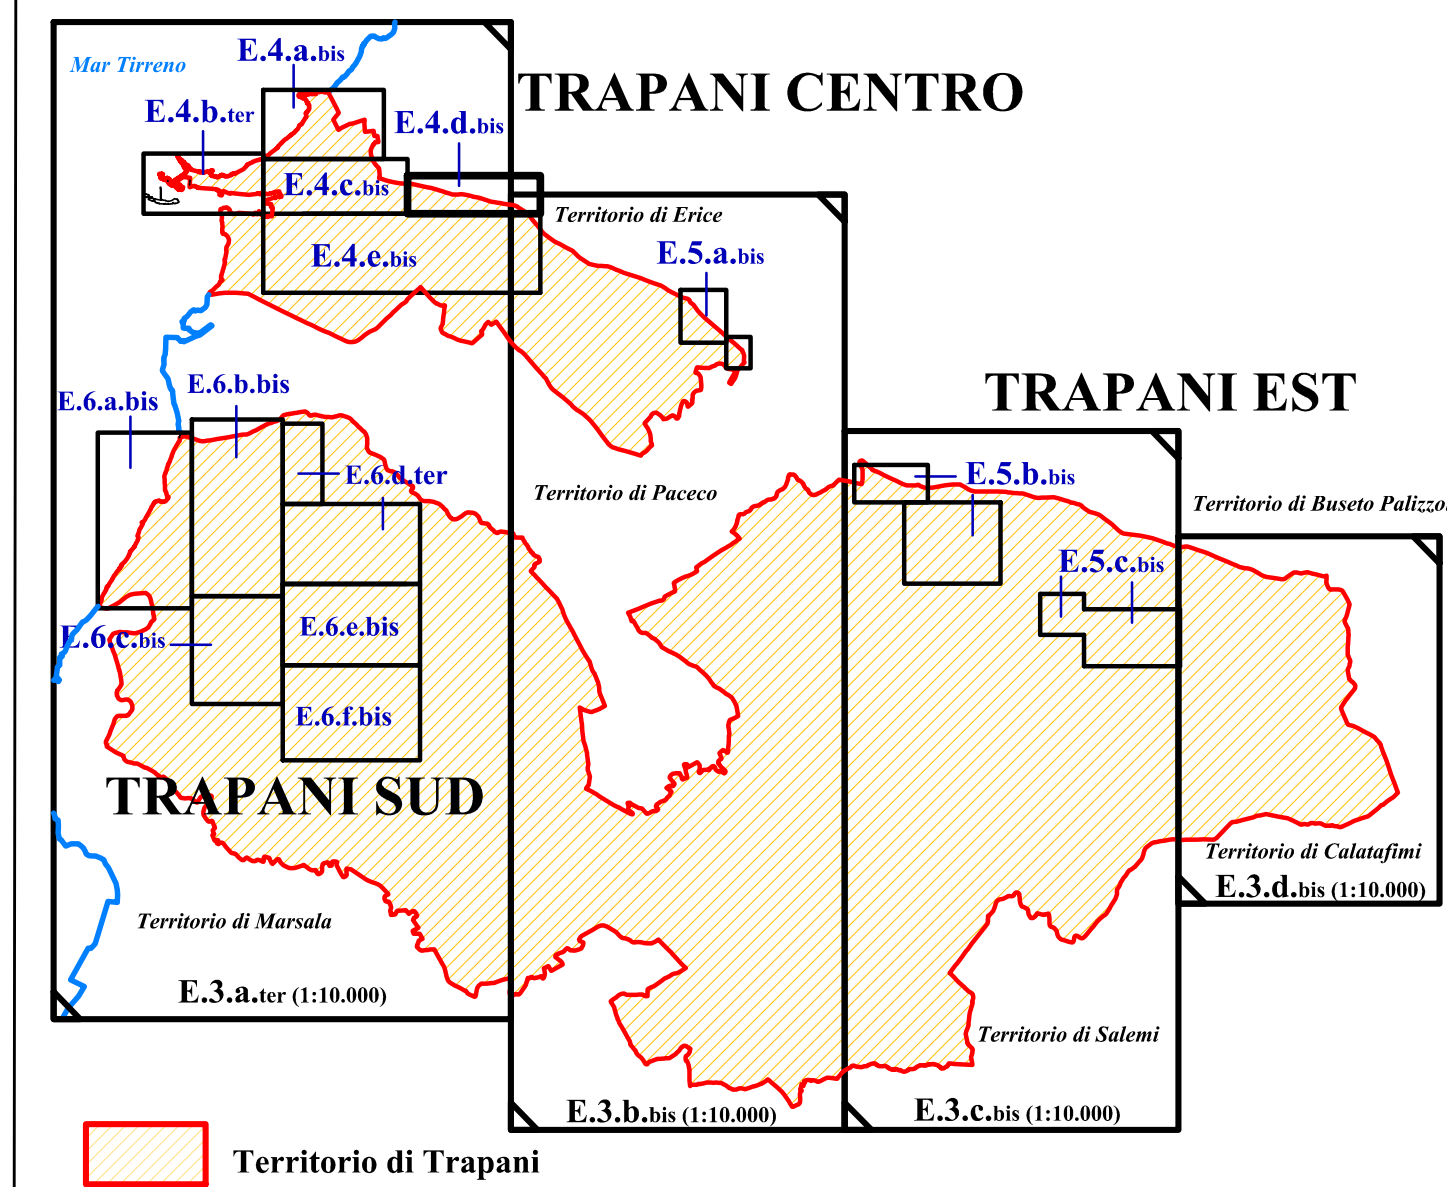 E.4.a.bis
Mar Tirreno
TRAPANI CENTRO
E.4.b.ter
E.4.d.bis
E.4.c.bis
Territorio di Erice
E.4.e.bis
E.5.a.bis
TRAPANI EST
E.6.b.bis
E.6.a.bis
E.6.d.ter
E.5.b.bis
Territorio di Paceco
Territorio di Buseto Palizzo
E.5.c.bis
E.6.e.bis
E.6.c.bis
E.6.f.bis
TRAPANI SUD
Territorio di Calatafimi
E.3.d.bis (1:10.000)
Territorio di Marsala
E.3.a.ter (1:10.000)
Territorio di Salemi
E.3.b.bis (1:10.000)
E.3.c.bis (1:10.000)
Territorio di Trapani